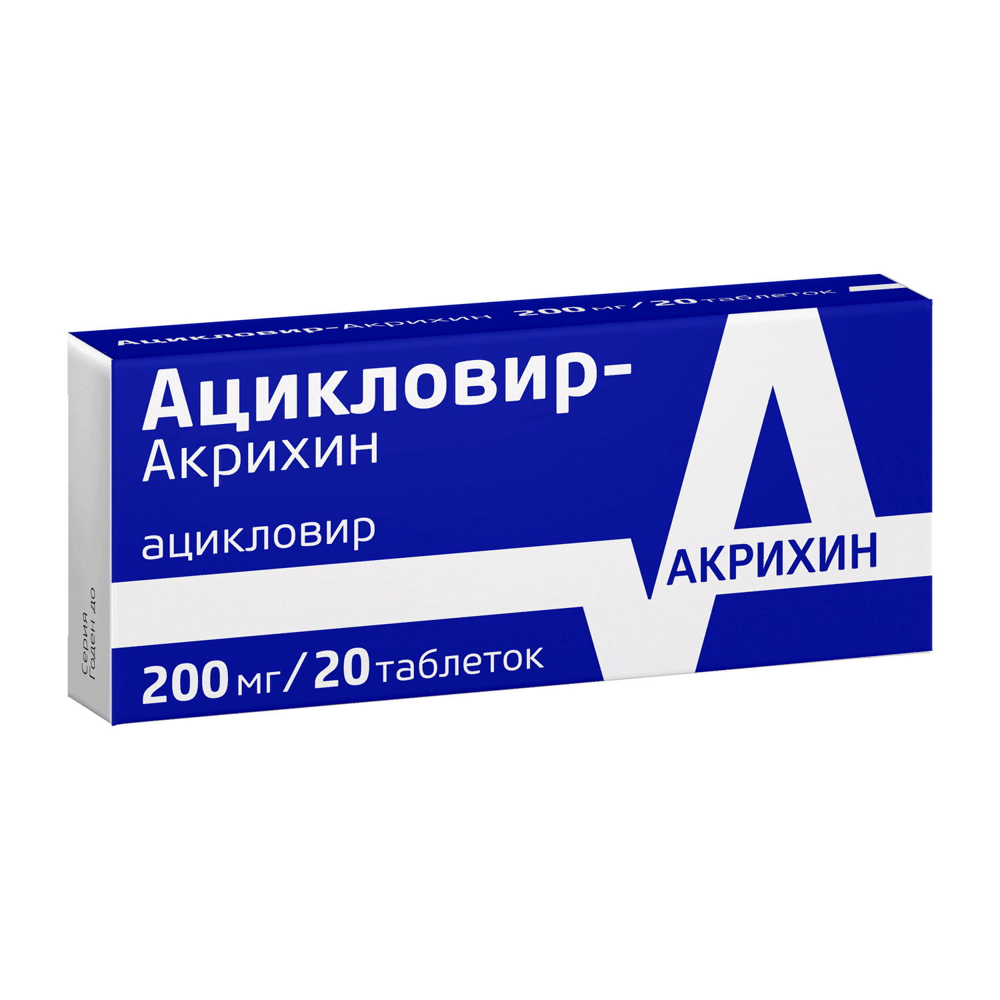 Ацикловир-Акрихин 200 мг/20 таблеток
Ацикловир-
Акрихин
ацикловир
АКРИХИН
200 мг/20 таблеток
Серия
Годен до